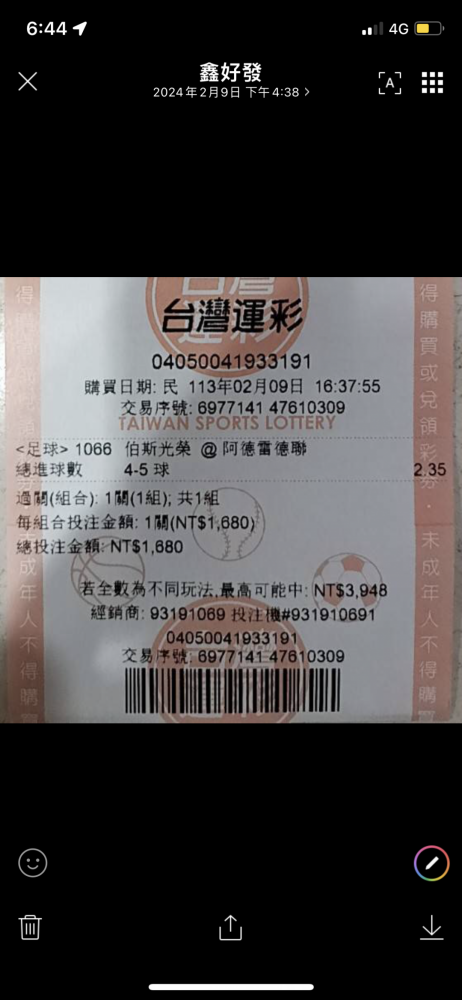 6:44
4G
鑫好發
2024年2月9日 下午4:38
A
台灣運彩
04050041933191
購買日期: 民 113年02月09日 16:37:55
交易序號: 6977141 47610309
TAIWAN SPORTS LOTTERY
<足球> 1066 伯斯光榮 @ 阿德雷德聯
總進球數 4-5 球 2.35
過關(組合): 1關(1組); 共1組
每組合投注金額: 1關(NT$1,680)
總投注金額: NT$1,680
若全數為不同玩法,最高可能中: NT$3,948
經銷商: 93191069 投注機#931910691
04050041933191
交易序號: 6977141 47610309
得購買或兌領彩券。未成年人不得購
未成年人不得購